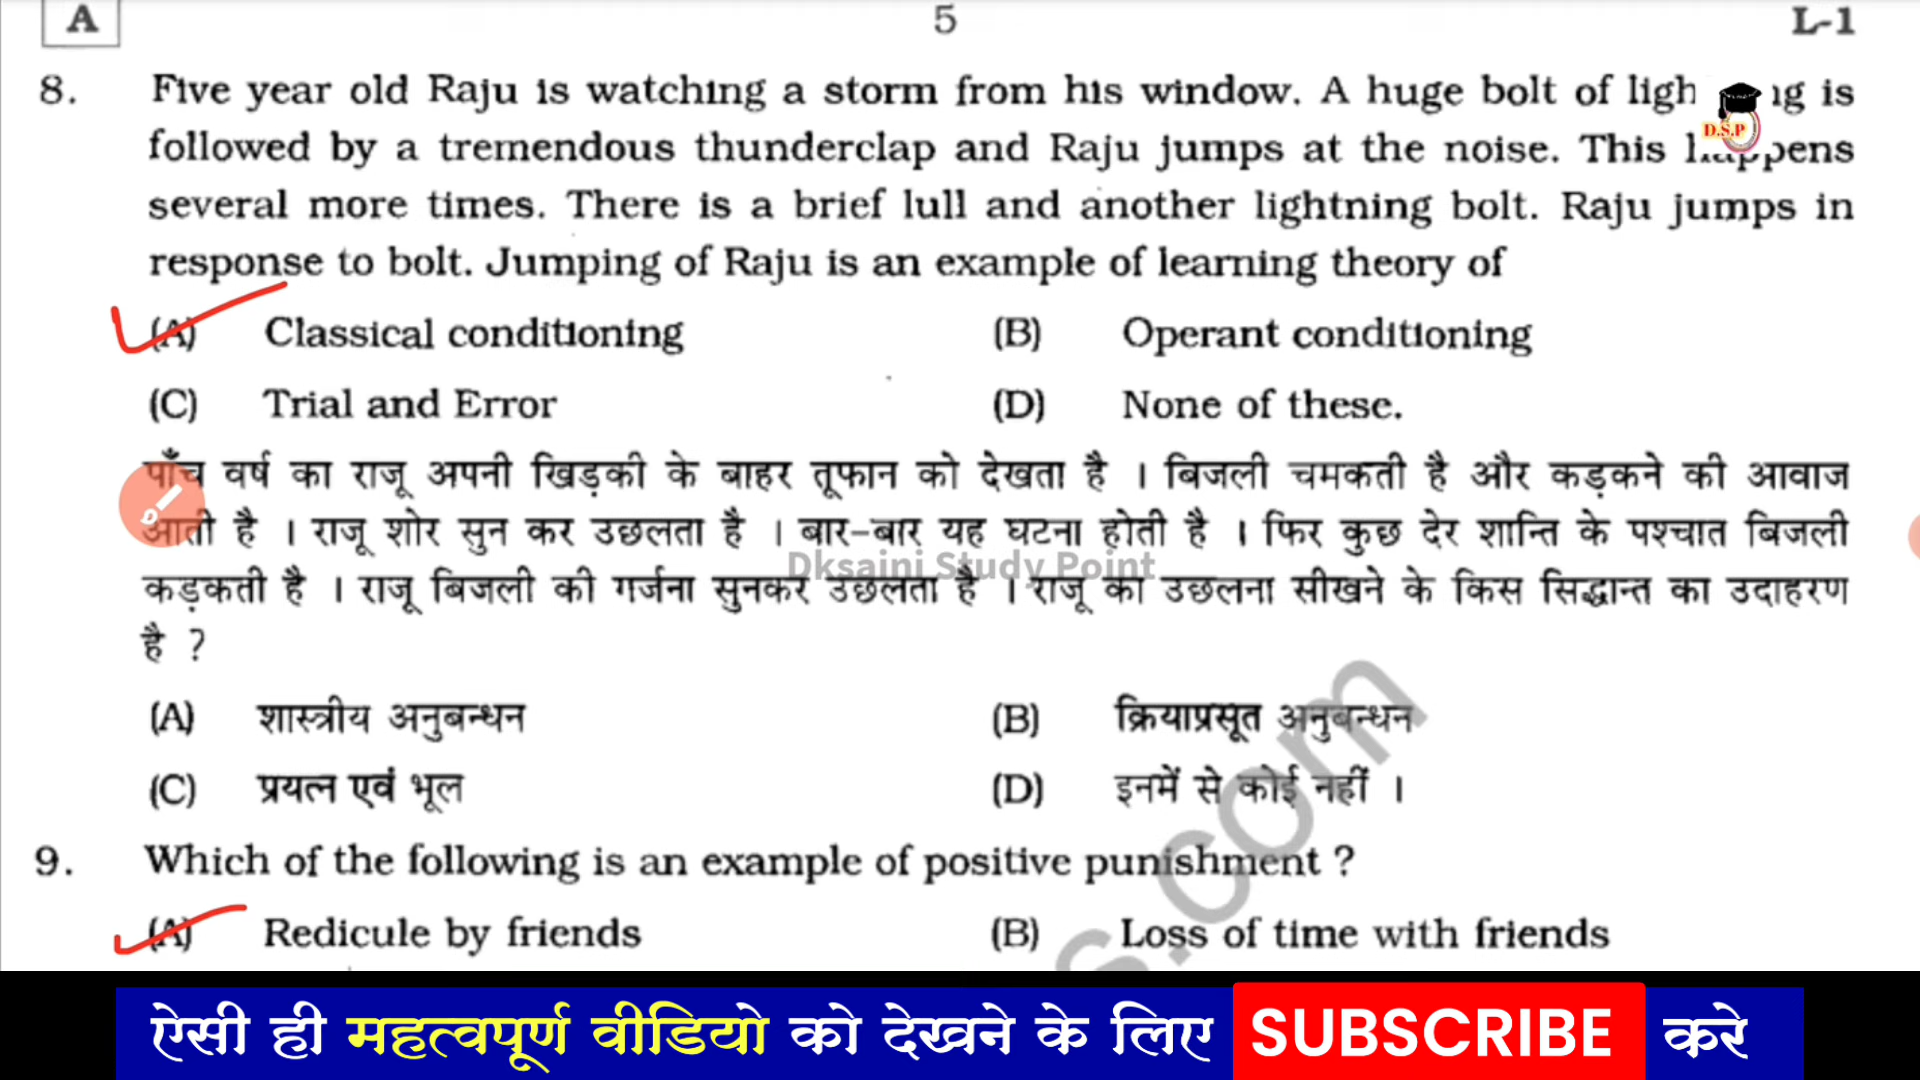 A 5 L-1
8. Five year old Raju is watching a storm from his window. A huge bolt of ligh ng is
D.S.P
followed by a tremendous thunderclap and Raju jumps at the noise. This happens
several more times. There is a brief lull and another lightning bolt. Raju jumps in
response to bolt. Jumping of Raju is an example of learning theory of
(A) Classical conditioning (B) Operant conditioning
(C) Trial and Error (D) None of these.
पाँच वर्ष का राजू अपनी खिड़की के बाहर तूफान को देखता है । बिजली चमकती है और कड़कने की आवाज
आती है । राजू शोर सुन कर उछलता है । बार-बार यह घटना होती है । फिर कुछ देर शान्ति के पश्चात बिजली
Dksaini Study Point
कड़कती है । राजू बिजली की गर्जना सुनकर उछलता है । राजू का उछलना सीखने के किस सिद्धान्त का उदाहरण
है ?
(A) शास्त्रीय अनुबन्धन (B) क्रियाप्रसूत अनुबन्धन
(C) प्रयत्न एवं भूल (D) इनमें से कोई नहीं ।
9. Which of the following is an example of positive punishment ?
(A) Redicule by friends (B) Loss of time with friends
s.com
ऐसी ही महत्वपूर्ण वीडियो को देखने के लिए SUBSCRIBE करे